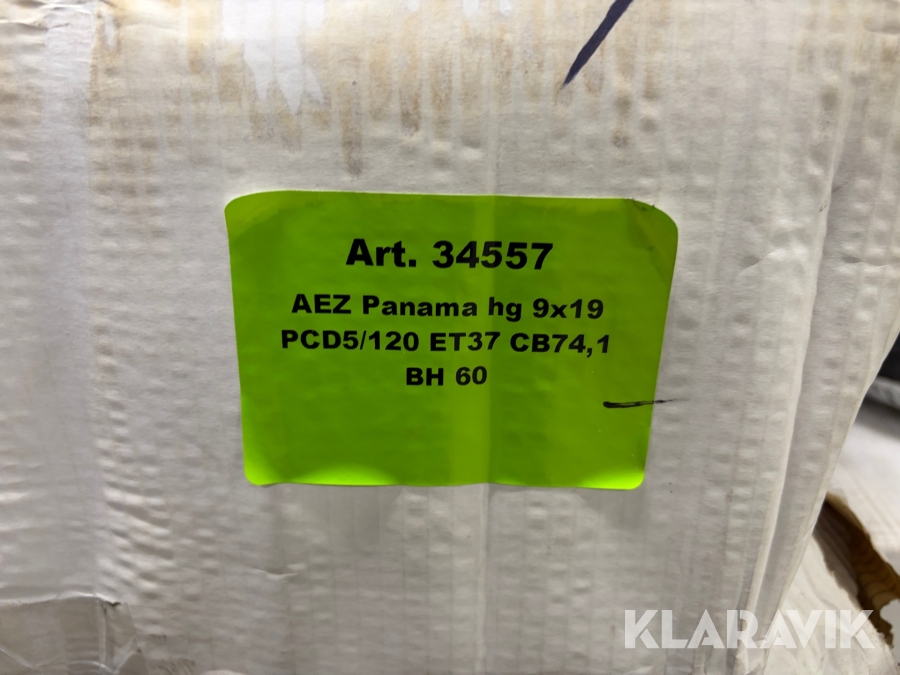 Art. 34557
AEZ Panama hg 9x19
PCD5/120 ET37 CB74,1
BH 60
KLARAVIK